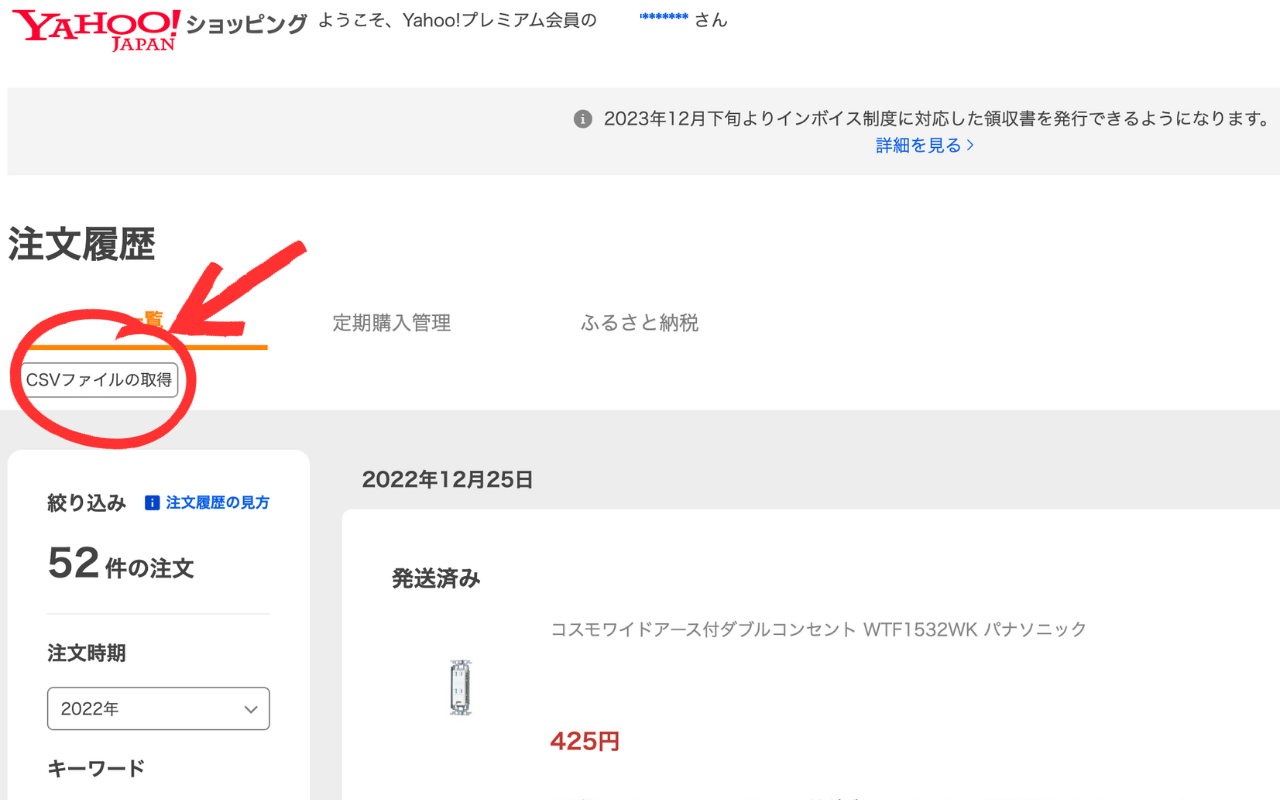 YAHOO!
JAPAN
ショッピング ようこそ、Yahoo!プレミアム会員の ******* さん
2023年12月下旬よりインボイス制度に対応した領収書を発行できるようになります。
詳細を見る >
注文履歴
覧 定期購入管理 ふるさと納税
CSVファイルの取得
絞り込み i 注文履歴の見方
52件の注文
注文時期
2022年
キーワード
2022年12月25日
発送済み
コスモワイドアース付ダブルコンセント WTF1532WK パナソニック
425円